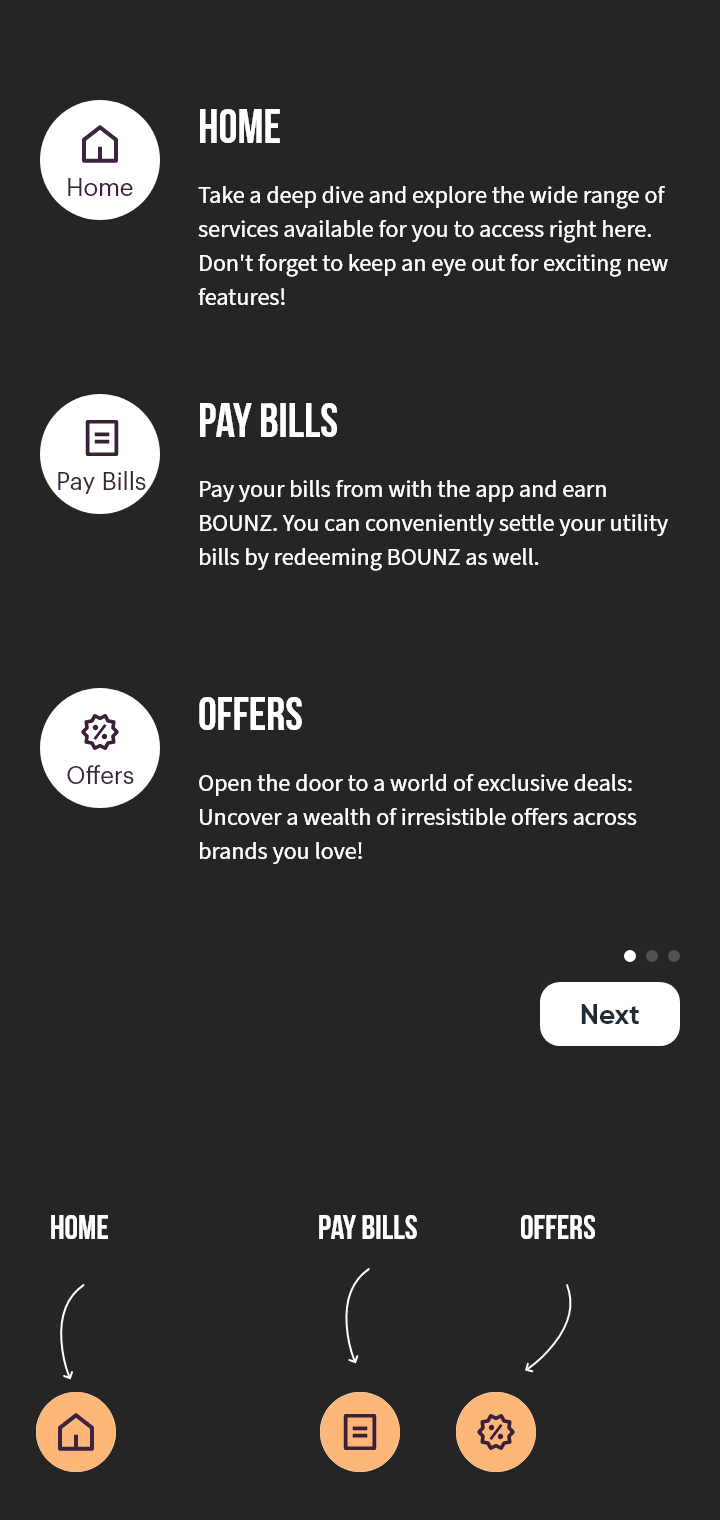 HOME
Home
Take a deep dive and explore the wide range of
services available for you to access right here.
Don't forget to keep an eye out for exciting new
features!
PAY BILLS
Pay Bills
Pay your bills from with the app and earn
BOUNZ. You can conveniently settle your utility
bills by redeeming BOUNZ as well.
OFFERS
Offers
Open the door to a world of exclusive deals:
Uncover a wealth of irresistible offers across
brands you love!
Next
HOME
PAY BILLS
OFFERS